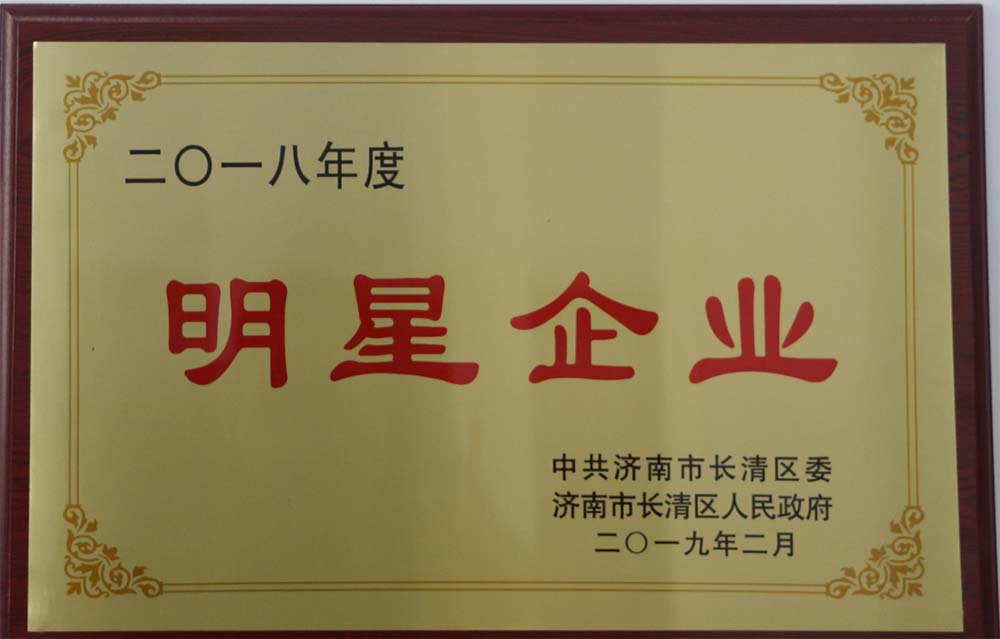 二〇一八年度
明星企业
中共济南市长清区委
济南市长清区人民政府
二〇一九年二月